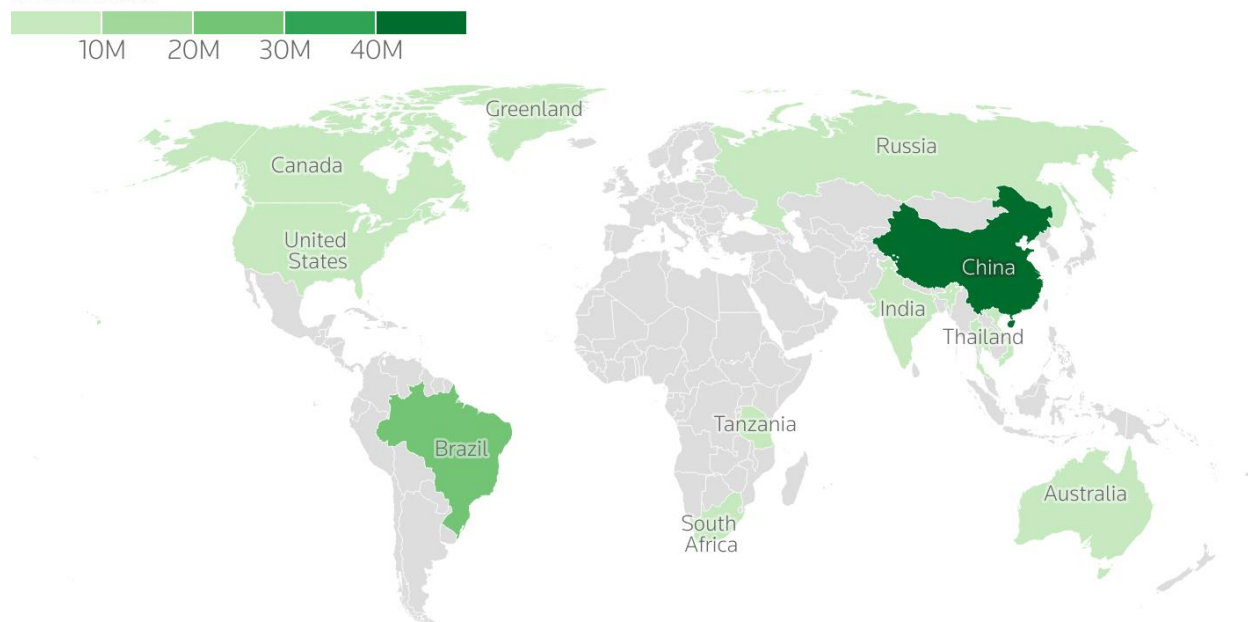 10M 20M 30M 40M
Greenland
Russia
Canada
United
States
China
India
Thailand
Tanzania
Brazil
Australia
South
Africa